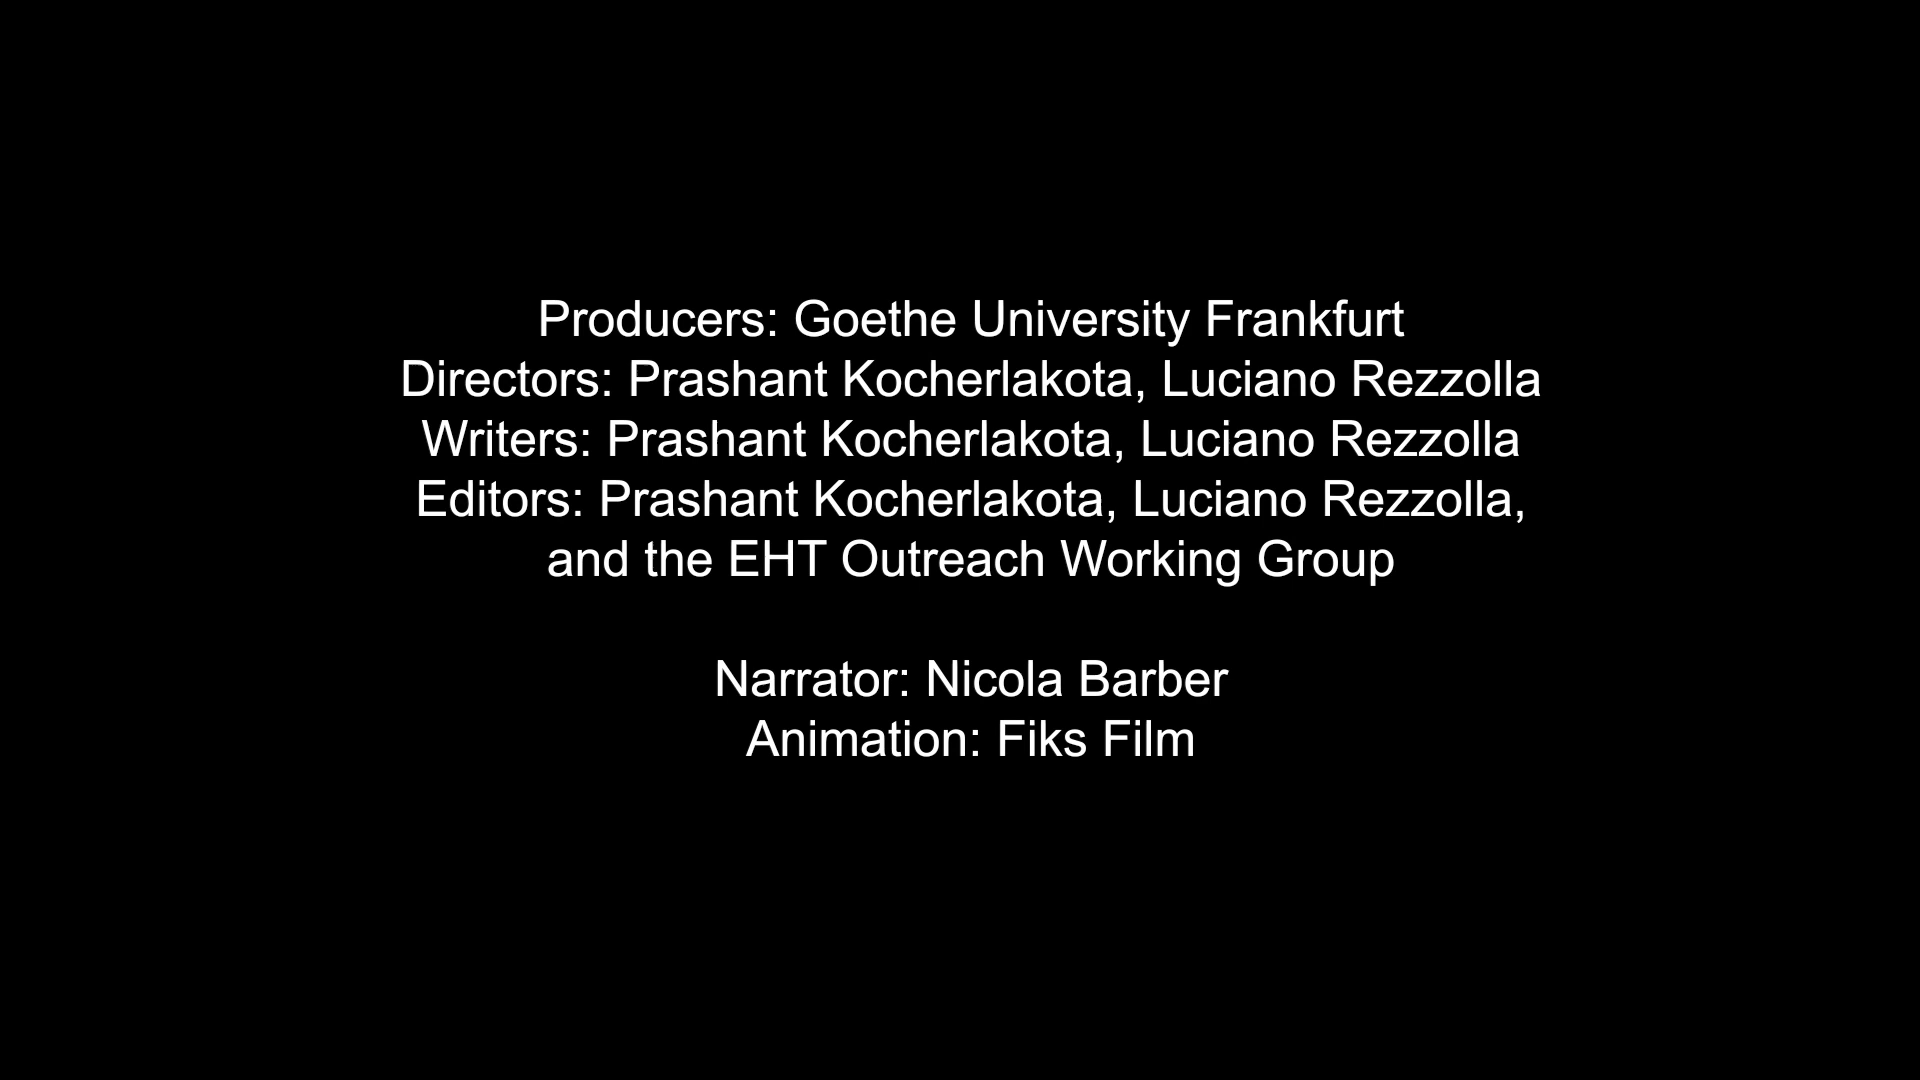 Producers: Goethe University Frankfurt
Directors: Prashant Kocherlakota, Luciano Rezzolla
Writers: Prashant Kocherlakota, Luciano Rezzolla
Editors: Prashant Kocherlakota, Luciano Rezzolla,
and the EHT Outreach Working Group
Narrator: Nicola Barber
Animation: Fiks Film